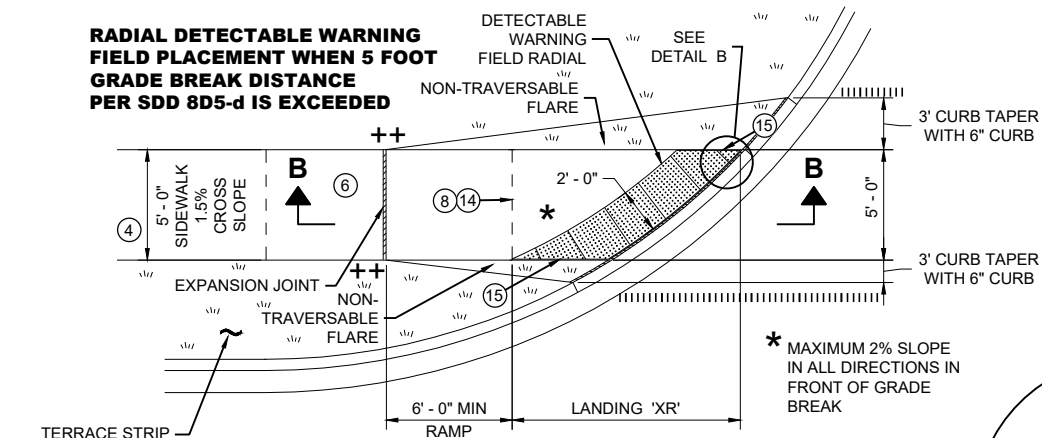 RADIAL DETECTABLE WARNING
FIELD PLACEMENT WHEN 5 FOOT
GRADE BREAK DISTANCE
PER SDD 8D5-d IS EXCEEDED
DETECTABLE
WARNING
FIELD RADIAL
SEE
DETAIL B
NON-TRAVERSABLE
FLARE
3' CURB TAPER
WITH 6" CURB
++
15
4
5' - 0"
SIDEWALK
1.5%
CROSS
SLOPE
B
6
8 14
2' - 0"
*
B
5' - 0"
++
EXPANSION JOINT
NON-
TRAVERSABLE
FLARE
15
3' CURB TAPER
WITH 6" CURB
* MAXIMUM 2% SLOPE
IN ALL DIRECTIONS IN
FRONT OF GRADE
BREAK
6' - 0" MIN
RAMP
LANDING 'XR'
TERRACE STRIP